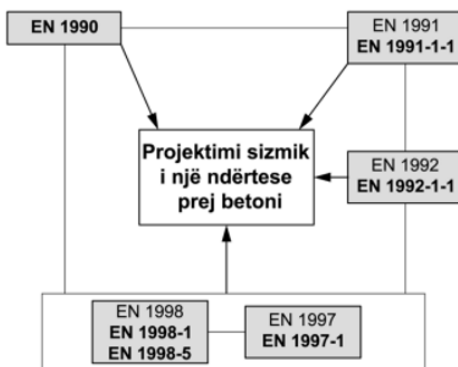 EN 1990
EN 1991
EN 1991-1-1
Projektimi sizmik
i një ndërtese
prej betoni
EN 1992
EN 1992-1-1
EN 1998
EN 1998-1
EN 1998-5
EN 1997
EN 1997-1